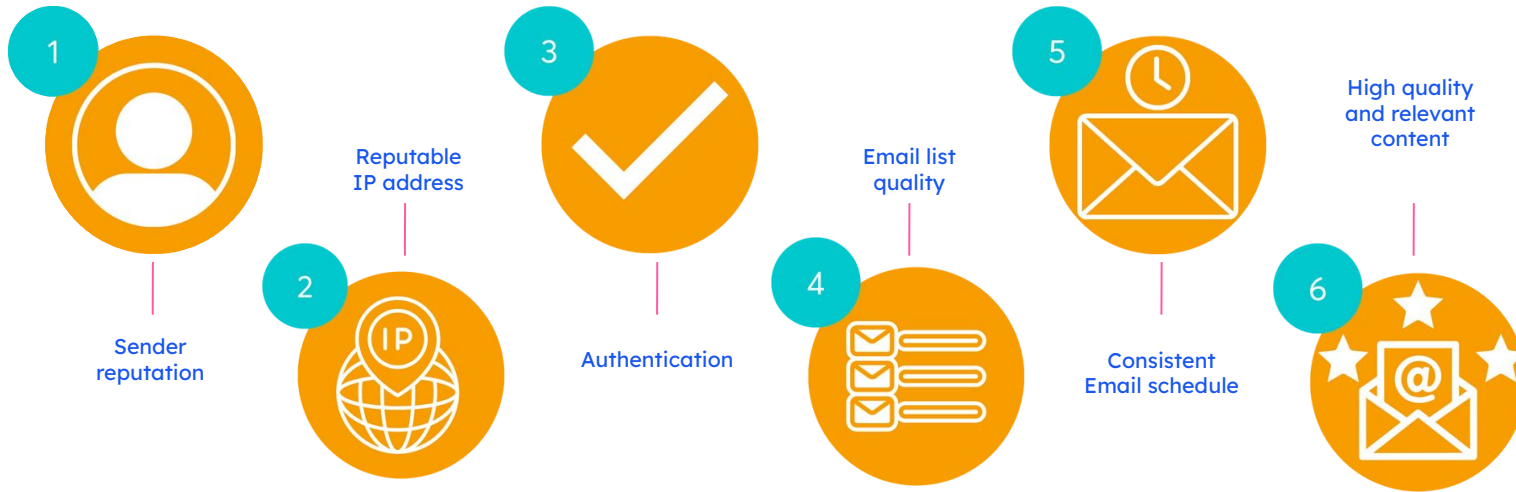 1
Sender
reputation
2
IP
Reputable
IP address
3
Authentication
4
Email list
quality
5
Consistent
Email schedule
6
@
High quality
and relevant
content